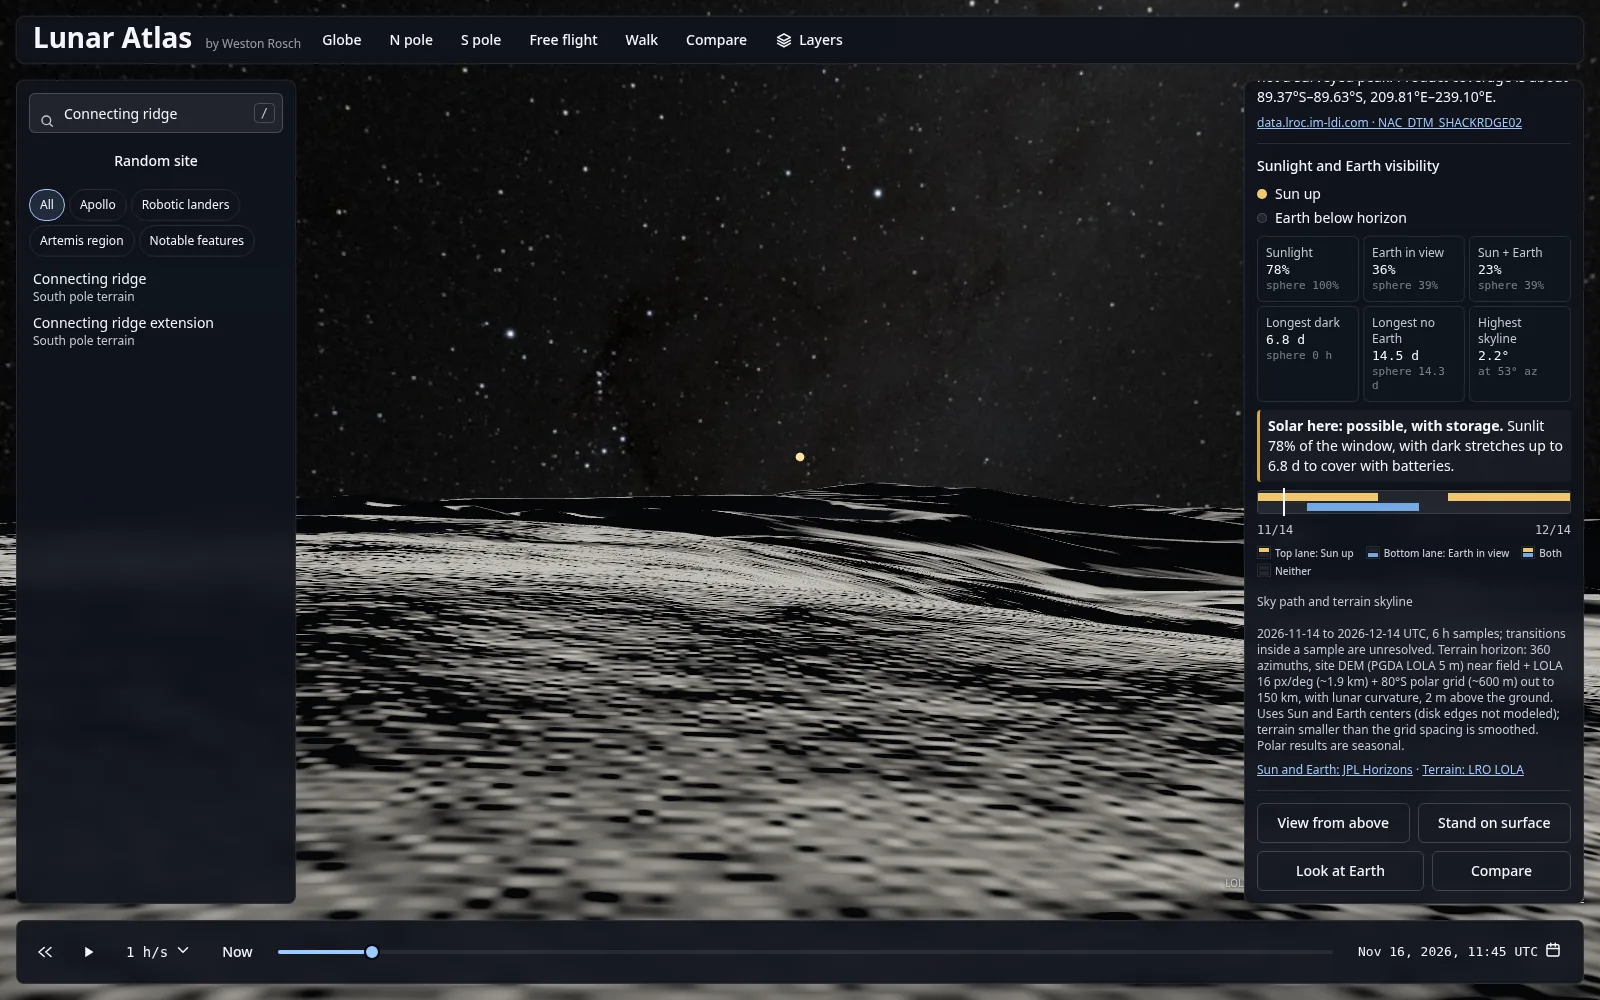 Lunar Atlas by Weston Rosch Globe N pole S pole Free flight Walk Compare Layers
Connecting ridge /
Random site
All Apollo Robotic landers
Artemis region Notable features
Connecting ridge
South pole terrain
Connecting ridge extension
South pole terrain
89.37°S–89.63°S, 209.81°E–239.10°E.
data.lroc.im-ldi.com · NAC_DTM_SHACKRDGE02
Sunlight and Earth visibility
Sun up
Earth below horizon
Sunlight
78%
sphere 100%
Earth in view
36%
sphere 39%
Sun + Earth
23%
sphere 39%
Longest dark
6.8 d
sphere 0 h
Longest no
Earth
14.5 d
sphere 14.3
d
Highest
skyline
2.2°
at 53° az
Solar here: possible, with storage. Sunlit
78% of the window, with dark stretches up to
6.8 d to cover with batteries.
11/14 12/14
Top lane: Sun up Bottom lane: Earth in view Both
Neither
Sky path and terrain skyline
2026-11-14 to 2026-12-14 UTC, 6 h samples; transitions
inside a sample are unresolved. Terrain horizon: 360
azimuths, site DEM (PGDA LOLA 5 m) near field + LOLA
16 px/deg (~1.9 km) + 80°S polar grid (~600 m) out to
150 km, with lunar curvature, 2 m above the ground.
Uses Sun and Earth centers (disk edges not modeled);
terrain smaller than the grid spacing is smoothed.
Polar results are seasonal.
Sun and Earth: JPL Horizons · Terrain: LRO LOLA
View from above Stand on surface
Look at Earth Compare
LOL
1 h/s Now Nov 16, 2026, 11:45 UTC